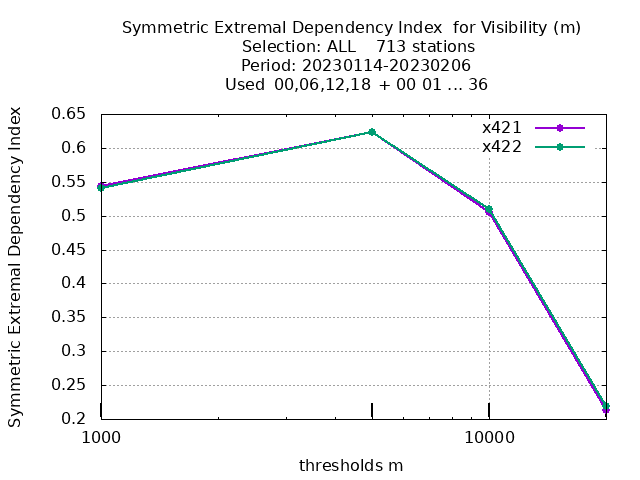 Symmetric Extremal Dependency Index  for Visibility (m)
Selection: ALL    713 stations
Period: 20230114-20230206
Used  00,06,12,18  + 00 01 ... 36
Symmetric Extremal Dependency Index
0.65
0.6
0.55
0.5
0.45
0.4
0.35
0.3
0.25
0.2
x421
x422
1000
10000
thresholds m